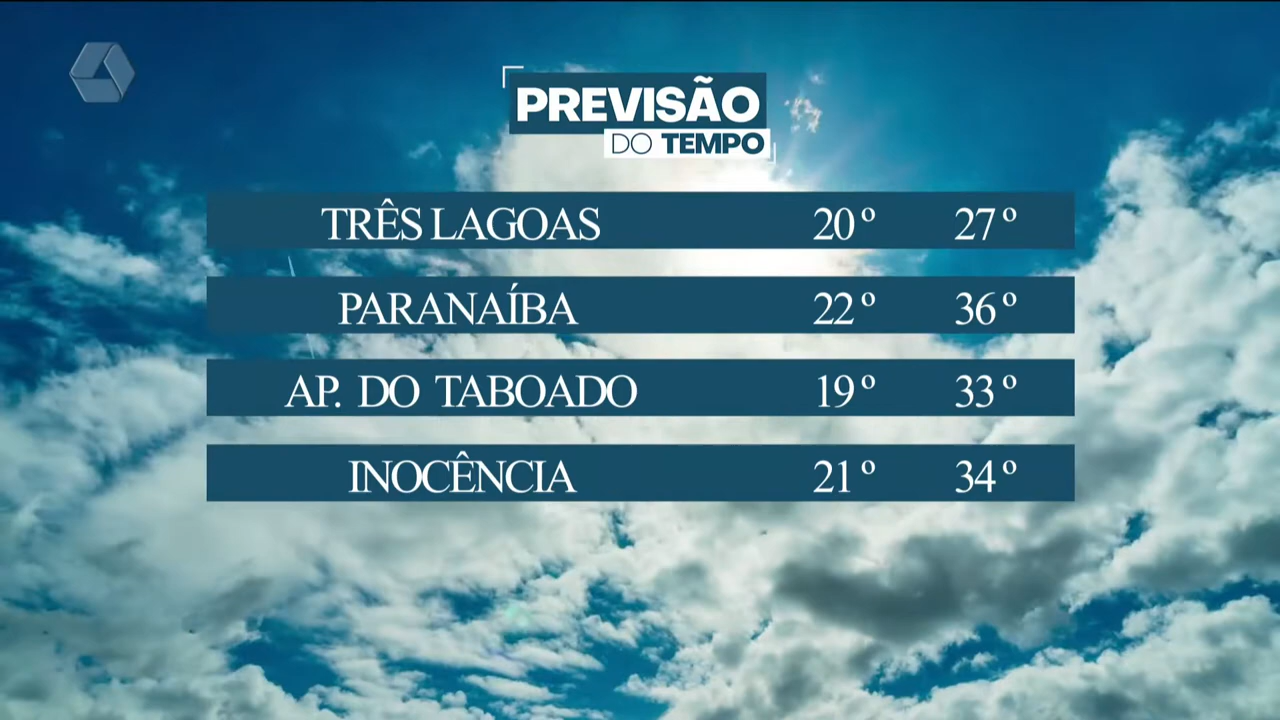 PREVISÃO
DO TEMPO
TRÊS LAGOAS 20º 27º
PARANAÍBA 22º 36º
AP. DO TABOADO 19º 33º
INOCÊNCIA 21º 34º